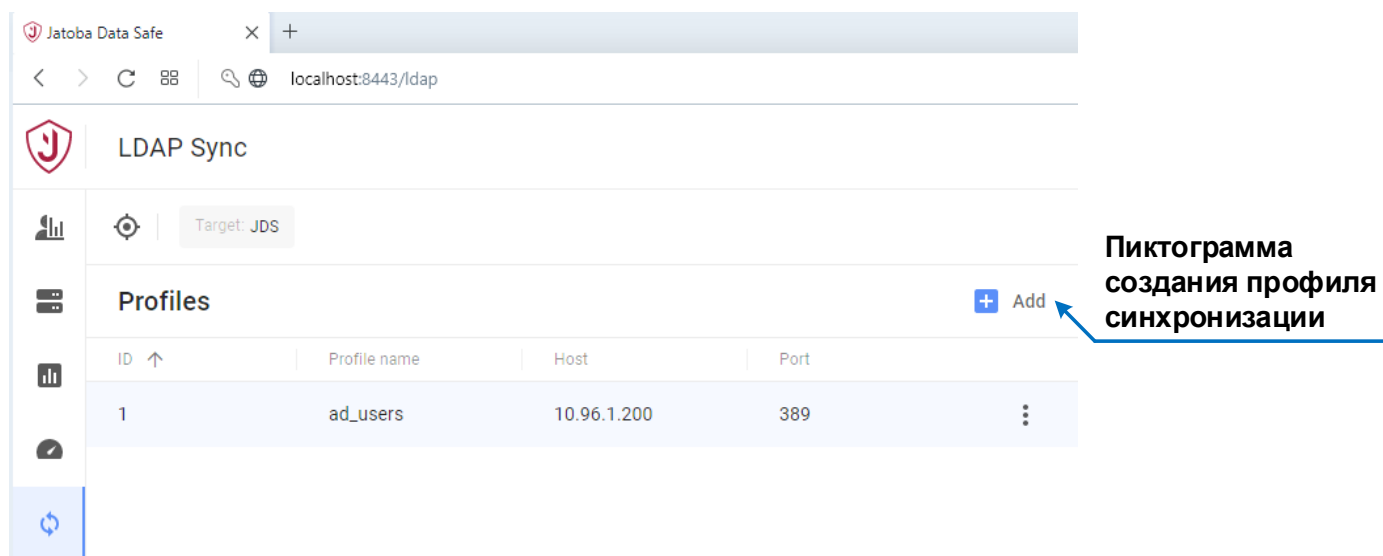 Jatoba Data Safe
localhost:8443/ldap
LDAP Sync
Target: JDS
Profiles
Add
Пиктограмма
создания профиля
синхронизации
ID Profile name Host Port
1 ad_users 10.96.1.200 389